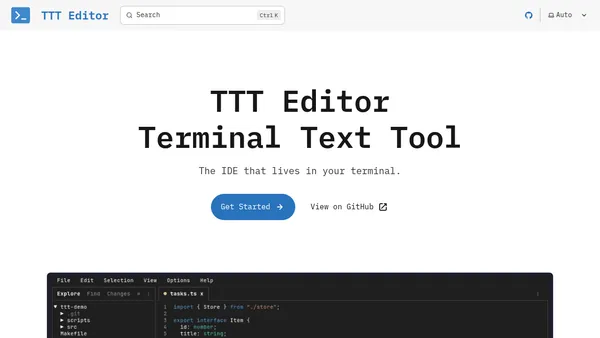 TTT Editor
Search
Ctrl K
Auto
TTT Editor
Terminal Text Tool
The IDE that lives in your terminal.
Get Started
View on GitHub
File Edit Selection View Options Help
Explore Find Changes
tasks.ts x
ttt-demo
.git
scripts
src
Makefile
1 import { Store } from "./store";
2
3 export interface Item {
4 id: number;
5 title: string;